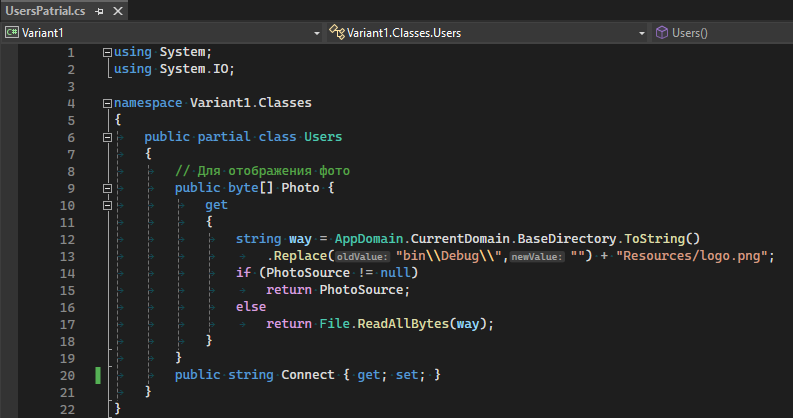 UsersPatrial.cs
Variant1 Variant1.Classes.Users Users()
1 using System;
2 using System.IO;
3
4 namespace Variant1.Classes
5 {
6 public partial class Users
7 {
8 // Для отображения фото
9 public byte[] Photo {
10 get
11 {
12 string way = AppDomain.CurrentDomain.BaseDirectory.ToString()
13 .Replace(oldValue: "bin\\Debug\\",newValue: "") + "Resources/logo.png";
14 if (PhotoSource != null)
15 return PhotoSource;
16 else
17 return File.ReadAllBytes(way);
18 }
19 }
20 public string Connect { get; set; }
21 }
22 }